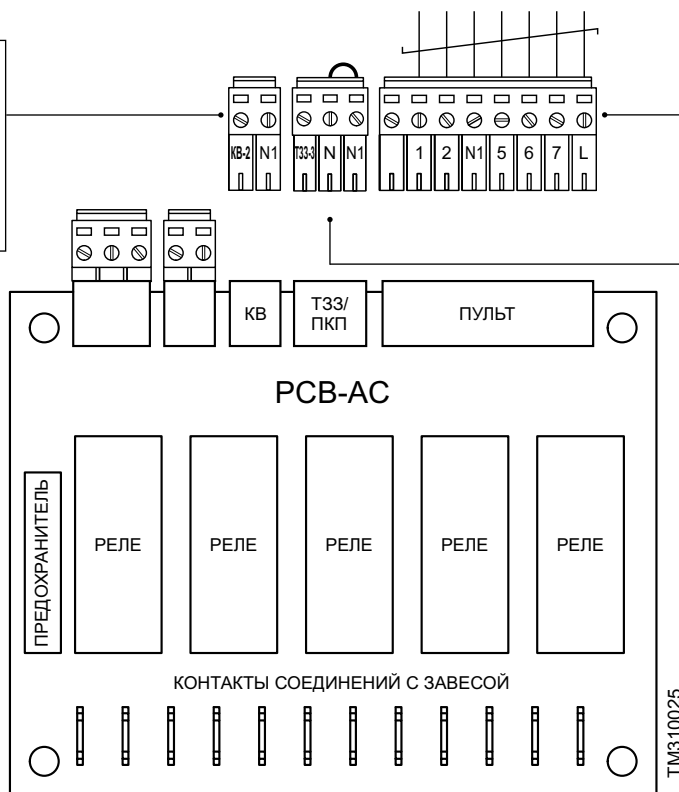 КВ-2 N1 ТЗЗ-3 N N1 1 2 N1 5 6 7 L
КВ ТЗЗ/ ПУЛЬТ
ПКП
PCB-AC
ПРЕДОХРАНИТЕЛЬ
РЕЛЕ РЕЛЕ РЕЛЕ РЕЛЕ РЕЛЕ
КОНТАКТЫ СОЕДИНЕНИЙ С ЗАВЕСОЙ
TM310025